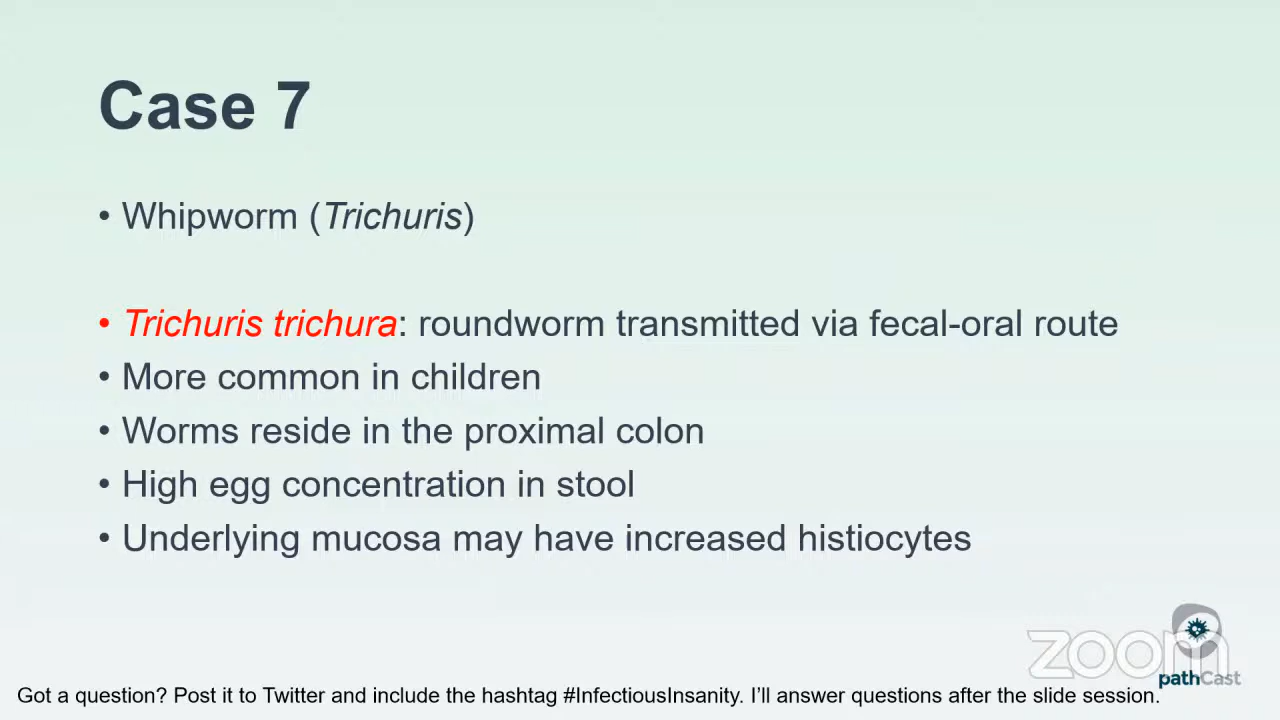 Case 7
• Whipworm (Trichuris)
• Trichuris trichura: roundworm transmitted via fecal-oral route
• More common in children
• Worms reside in the proximal colon
• High egg concentration in stool
• Underlying mucosa may have increased histiocytes
zoom
pathCast
Got a question? Post it to Twitter and include the hashtag #InfectiousInsanity. I'll answer questions after the slide session.